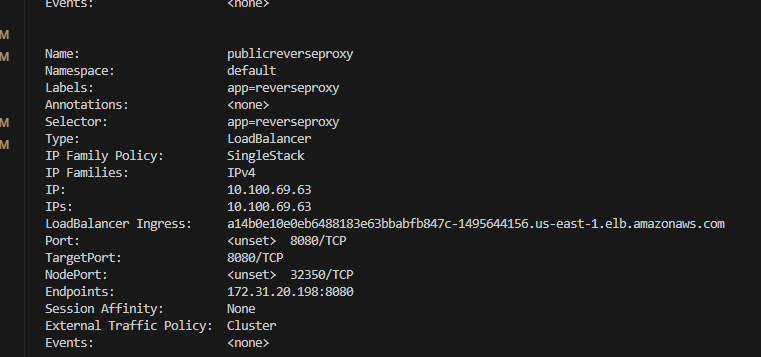 Events: <none>
M
Name: publicreverseproxy
M
Namespace: default
Labels: app=reverseproxy
Annotations: <none>
M
Selector: app=reverseproxy
M
Type: LoadBalancer
IP Family Policy: SingleStack
IP Families: IPv4
IP: 10.100.69.63
IPs: 10.100.69.63
LoadBalancer Ingress: a14b0e10e0eb6488183e63bbabfb847c-1495644156.us-east-1.elb.amazonaws.com
Port: <unset> 8080/TCP
TargetPort: 8080/TCP
NodePort: <unset> 32350/TCP
Endpoints: 172.31.20.198:8080
Session Affinity: None
External Traffic Policy: Cluster
Events: <none>